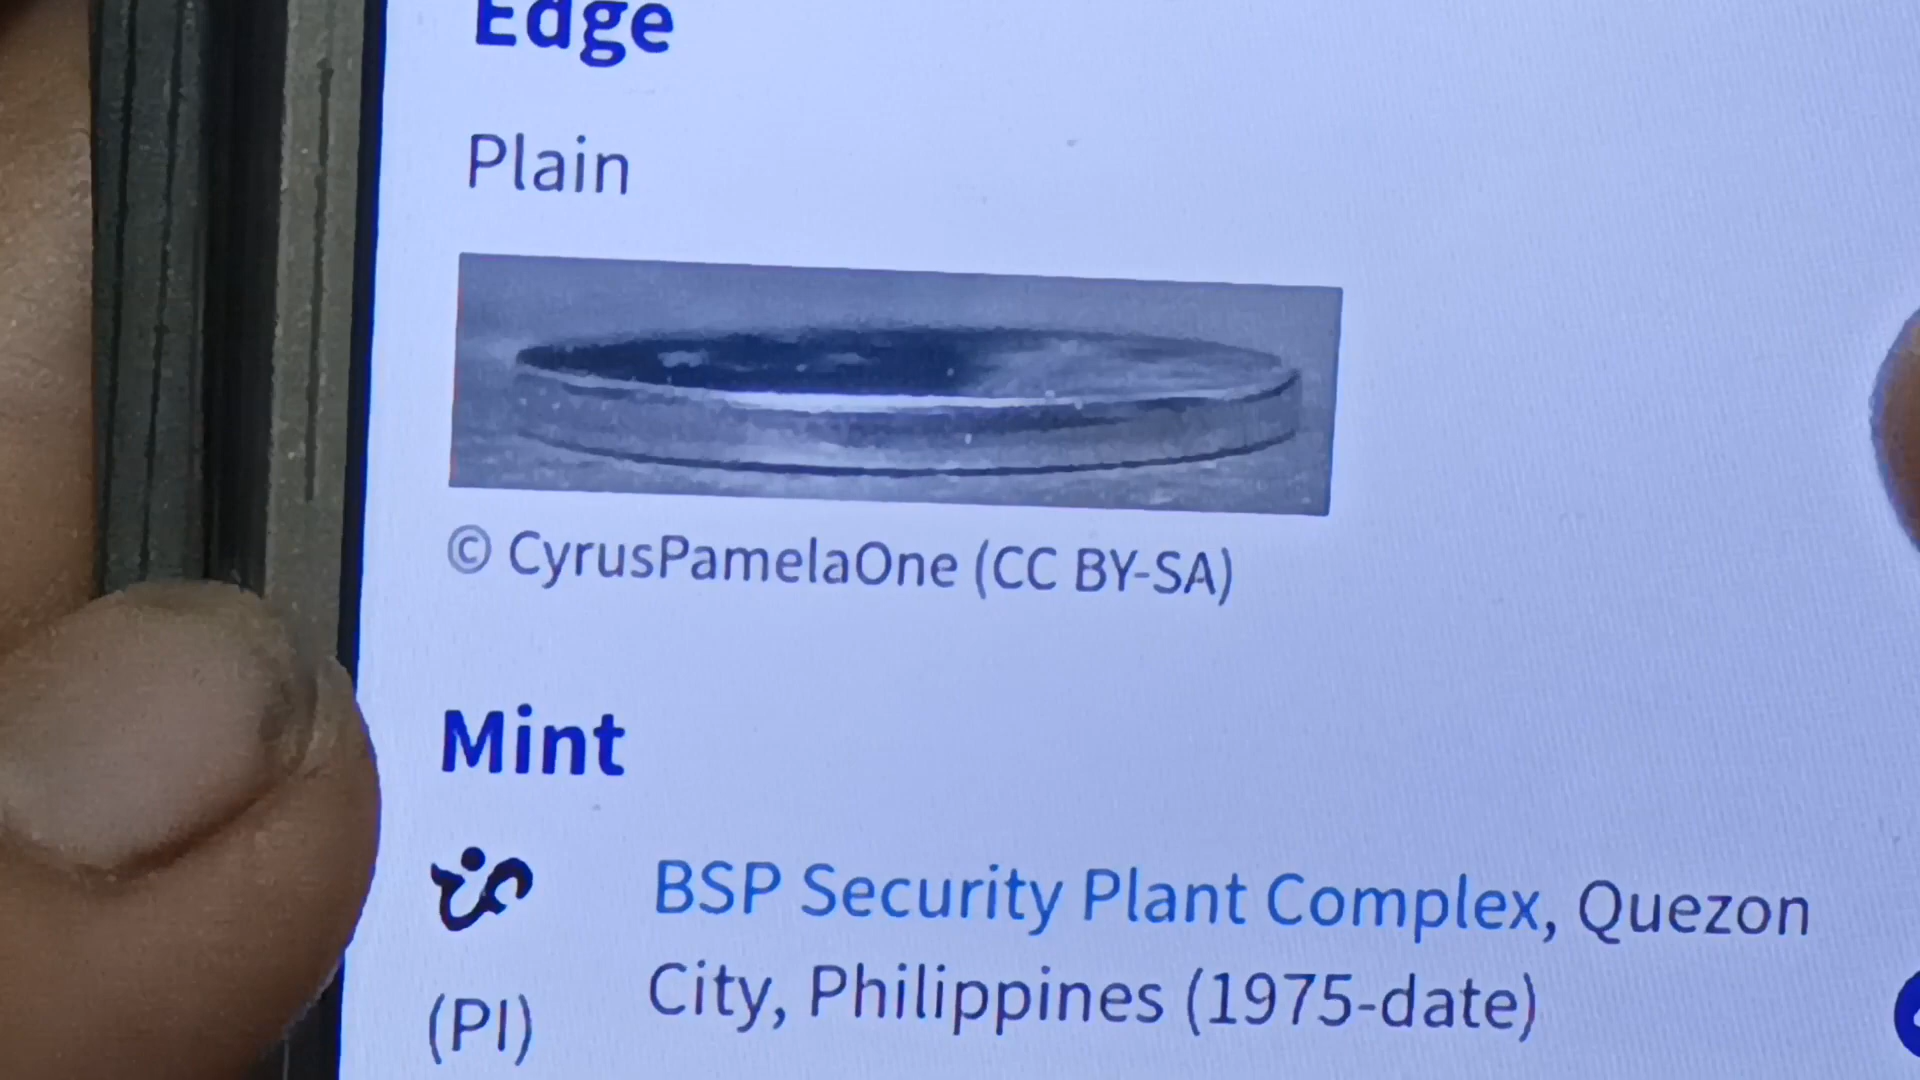 Edge
Plain
© CyrusPamelaOne (CC BY-SA)
Mint
BSP Security Plant Complex, Quezon
City, Philippines (1975-date)
(PI)